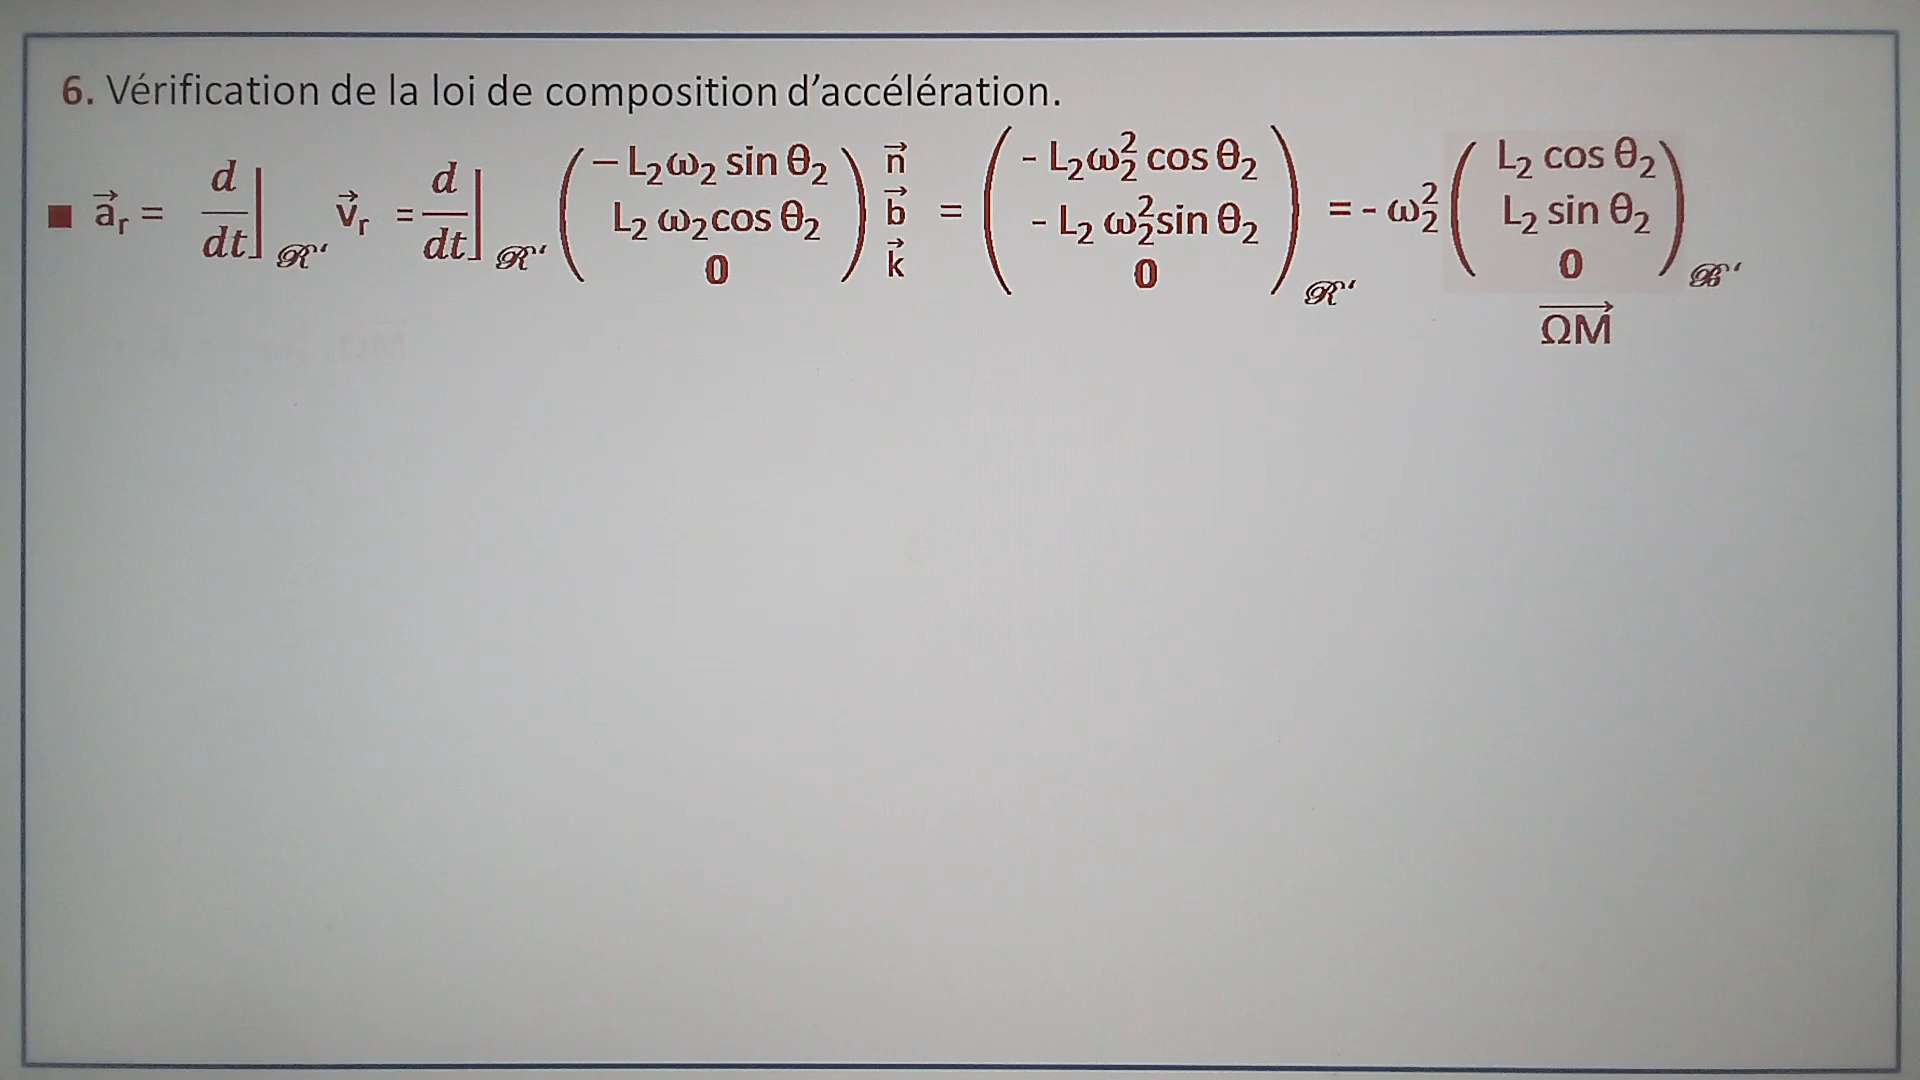 6. Vérification de la loi de composition d’accélération.
■ a⃗ᵣ = d/dt⌋ℛ‘ v⃗ᵣ = d/dt⌋ℛ‘ (− L₂ω₂ sin θ₂ ; L₂ ω₂cos θ₂ ; 0) n⃗ b⃗ k⃗ = (- L₂ω₂² cos θ₂ ; - L₂ ω₂²sin θ₂ ; 0)ℛ‘ = - ω₂² (L₂ cos θ₂ ; L₂ sin θ₂ ; 0)ℬ‘
ΩM⃗